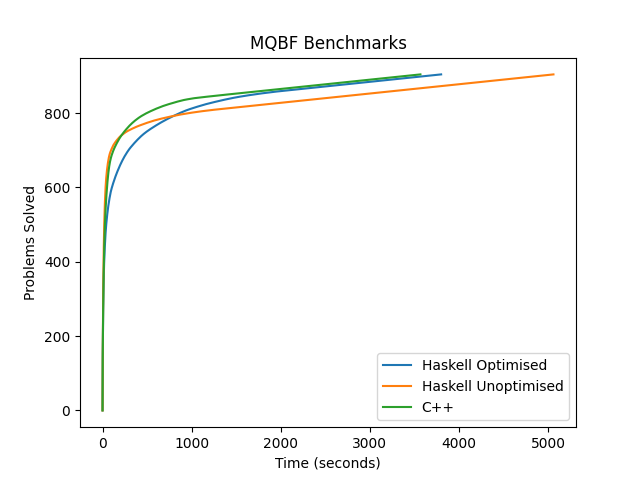 MQBF Benchmarks
Problems Solved
800
600
400
200
0
0 1000 2000 3000 4000 5000
Time (seconds)
Haskell Optimised
Haskell Unoptimised
C++